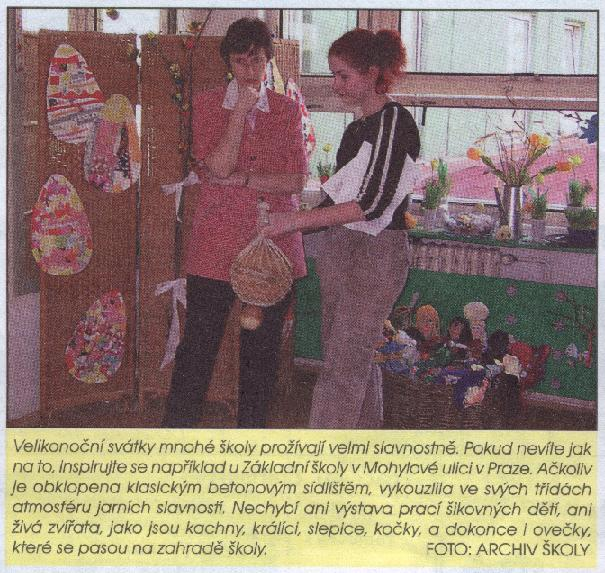 Velikonoční svátky mnohé školy prožívají velmi slavnostně. Pokud nevíte jak
na to, inspirujte se například u Základní školy v Mohylové ulici v Praze. Ačkoliv
je obklopena klasickým betonovým sídlištěm, vykouzlila ve svých třídách
atmosféru jarních slavností. Nechybí ani výstava prací šikovných dětí, ani
živá zvířata, jako jsou kachny, králíci, slepice, kočky, a dokonce i ovečky,
které se pasou na zahradě školy. FOTO: ARCHIV ŠKOLY